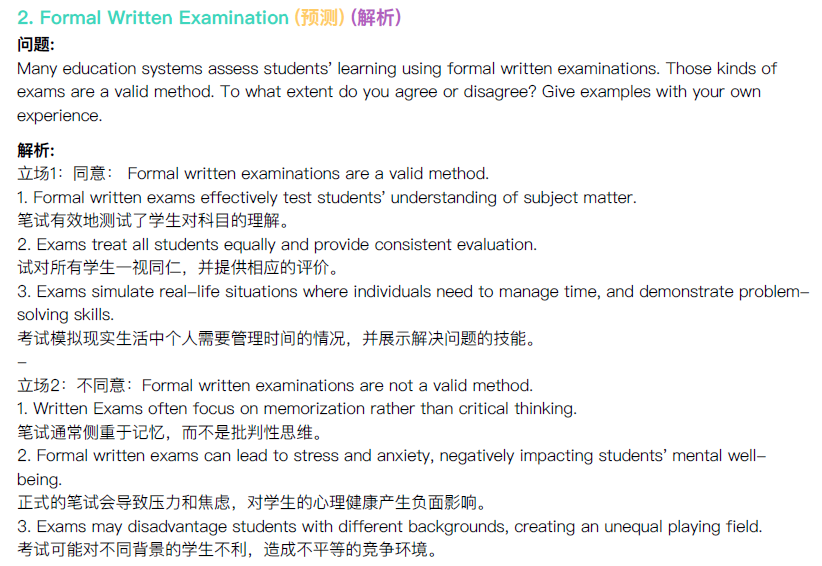 2. Formal Written Examination (预测) (解析)
问题:
Many education systems assess students' learning using formal written examinations. Those kinds of
exams are a valid method. To what extent do you agree or disagree? Give examples with your own
experience.
解析:
立场1：同意： Formal written examinations are a valid method.
1. Formal written exams effectively test students' understanding of subject matter.
笔试有效地测试了学生对科目的理解。
2. Exams treat all students equally and provide consistent evaluation.
试对所有学生一视同仁，并提供相应的评价。
3. Exams simulate real-life situations where individuals need to manage time, and demonstrate problem-
solving skills.
考试模拟现实生活中个人需要管理时间的情况，并展示解决问题的技能。
–
立场2：不同意：Formal written examinations are not a valid method.
1. Written Exams often focus on memorization rather than critical thinking.
笔试通常侧重于记忆，而不是批判性思维。
2. Formal written exams can lead to stress and anxiety, negatively impacting students' mental well-
being.
正式的笔试会导致压力和焦虑，对学生的心理健康产生负面影响。
3. Exams may disadvantage students with different backgrounds, creating an unequal playing field.
考试可能对不同背景的学生不利，造成不平等的竞争环境。